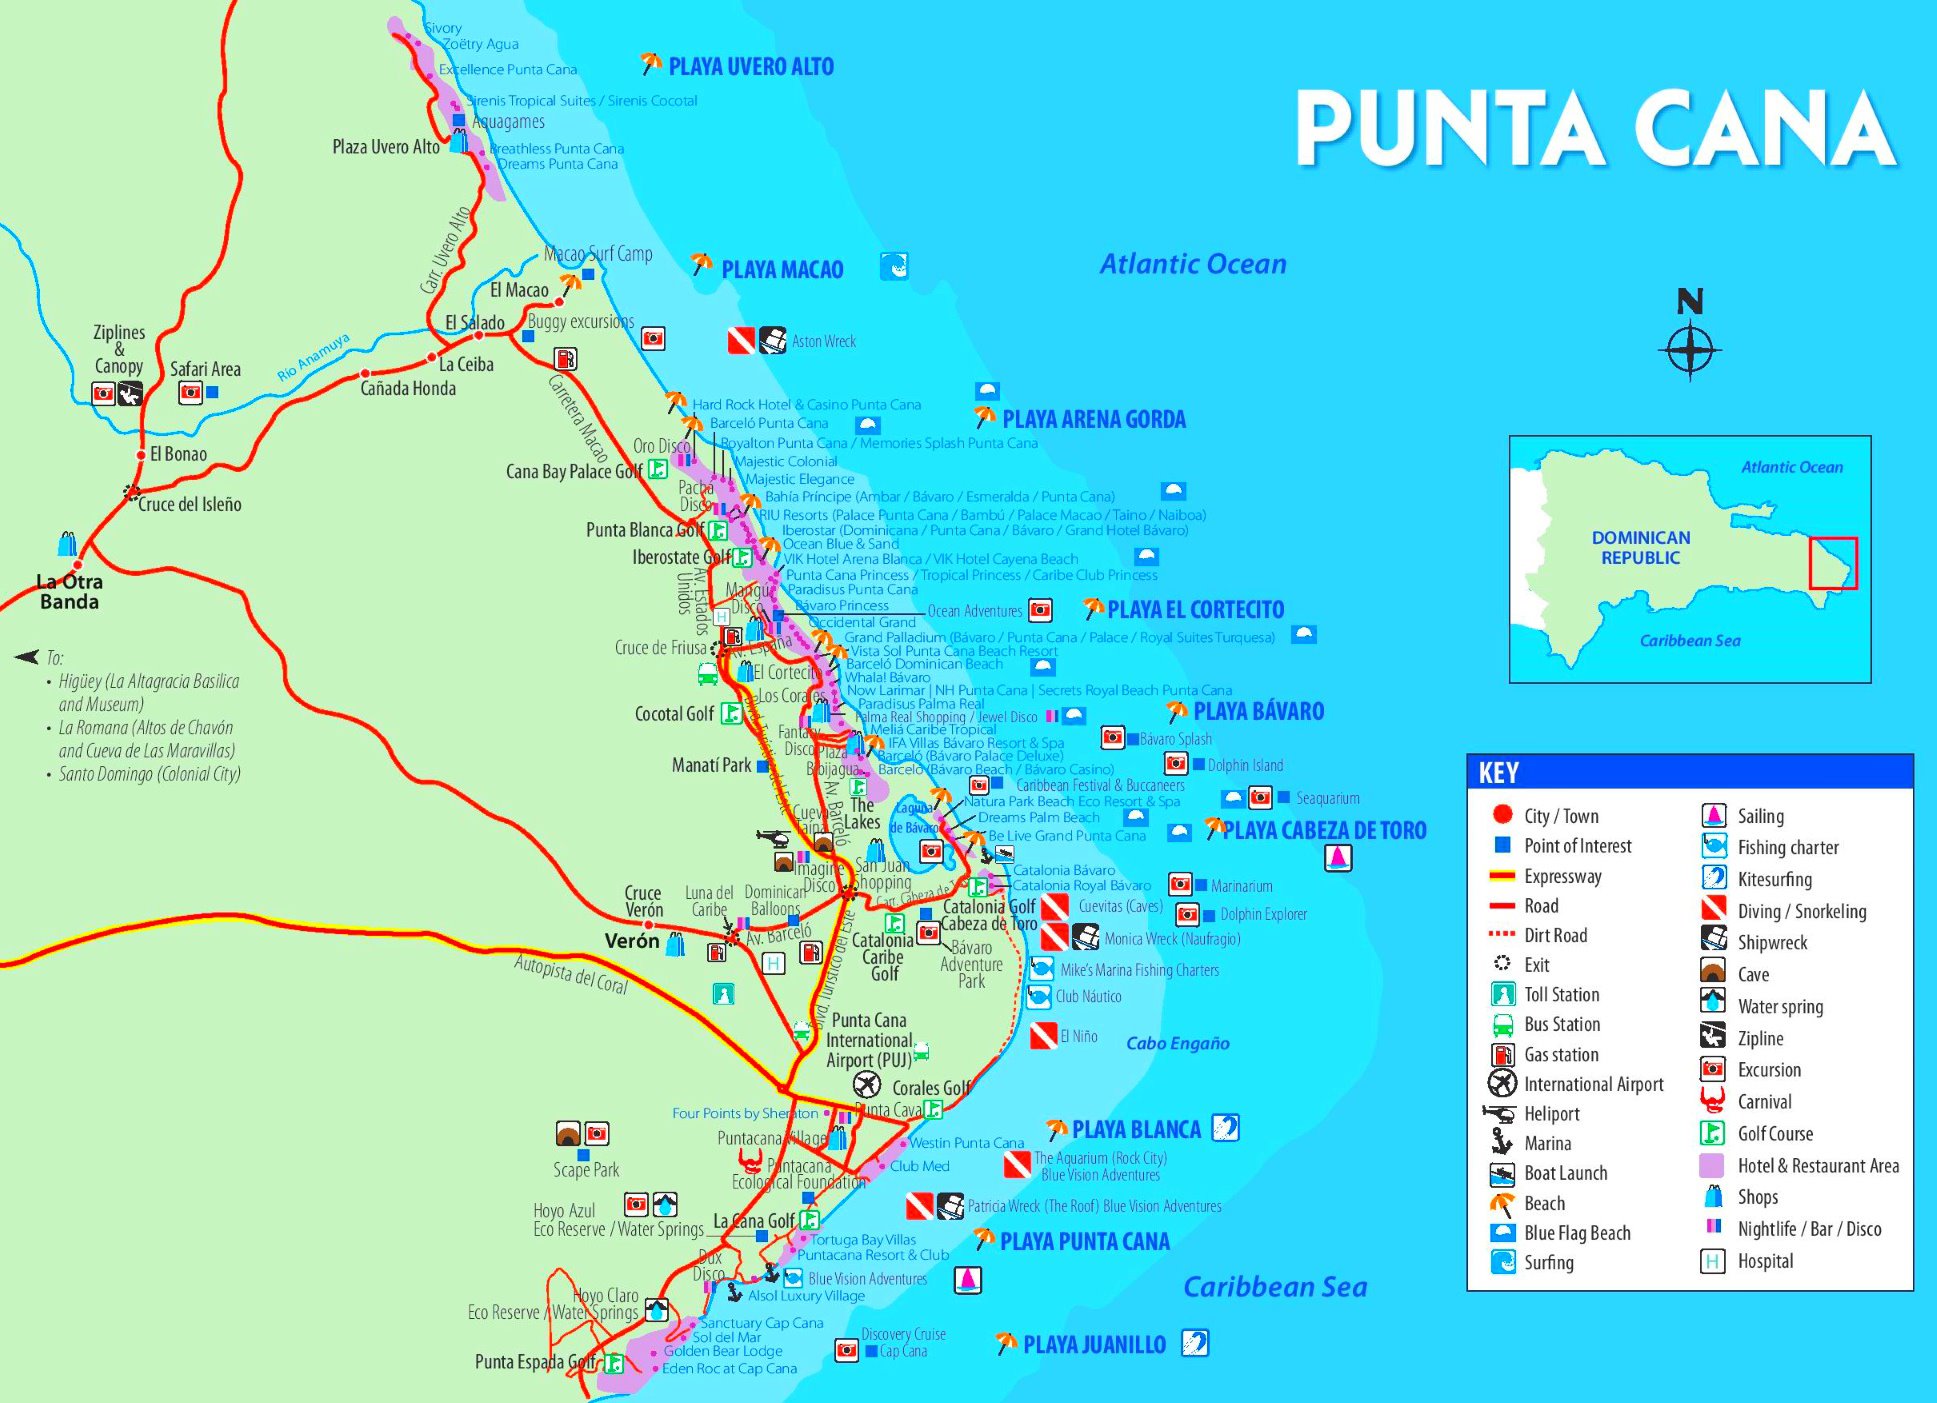 PUNTA CANA
Sivory
Zoëtry Agua
Excellence Punta Cana
Sirenis Tropical Suites / Sirenis Cocotal
Aquagames
Plaza Uvero Alto
Breathless Punta Cana
Dreams Punta Cana
PLAYA UVERO ALTO
Carr. Uvero Alto
Macao Surf Camp
PLAYA MACAO
Atlantic Ocean
N
El Macao
El Salado
Buggy excursions
Aston Wreck
Ziplines
&
Canopy
Safari Area
Río Anamuya
La Ceiba
Cañada Honda
Carretera Macao
El Bonao
Cruce del Isleño
La Otra
Banda
To:
• Higüey (La Altagracia Basilica
and Museum)
• La Romana (Altos de Chavón
and Cueva de Las Maravillas)
• Santo Domingo (Colonial City)
Hard Rock Hotel & Casino Punta Cana
Barceló Punta Cana
PLAYA ARENA GORDA
Oro Disco
Royalton Punta Cana / Memories Splash Punta Cana
Majestic Colonial
Cana Bay Palace Golf
Majestic Elegance
Pacha
Disco
Bahía Príncipe (Ambar / Bávaro / Esmeralda / Punta Cana)
RIU Resorts (Palace Punta Cana / Bambú / Palace Macao / Taino / Naiboa)
Punta Blanca Golf
Iberostar (Dominicana / Punta Cana / Bávaro / Grand Hotel Bávaro)
Ocean Blue & Sand
Iberostate Golf
VIK Hotel Arena Blanca / VIK Hotel Cayena Beach
Punta Cana Princess / Tropical Princess / Caribe Club Princess
Av. Estados
Unidos
Mangú
Disco
Paradisus Punta Cana
Bávaro Princess
Ocean Adventures
PLAYA EL CORTECITO
Occidental Grand
Grand Palladium (Bávaro / Punta Cana / Palace / Royal Suites Turquesa)
Cruce de Friusa
Av. España
Vista Sol Punta Cana Beach Resort
El Cortecito
Barceló Dominican Beach
Whala! Bávaro
Los Corales
Now Larimar | NH Punta Cana | Secrets Royal Beach Punta Cana
Paradisus Palma Real
Cocotal Golf
Palma Real Shopping / Jewel Disco
PLAYA BÁVARO
Fantasy
Disco
Meliá Caribe Tropical
IFA Villas Bávaro Resort & Spa
Bávaro Splash
Plaza
Bibijagua
Barceló (Bávaro Palace Deluxe)
Barceló (Bávaro Beach / Bávaro Casino)
Dolphin Island
Manatí Park
Blvd. Turístico del Este
Av. Barceló
Caribbean Festival & Buccaneers
The
Lakes
Laguna
de Bávaro
Natura Park Beach Eco Resort & Spa
Seaquarium
Dreams Palm Beach
Be Live Grand Punta Cana
PLAYA CABEZA DE TORO
Cueva
Taina
Imagine
Disco
San Juan
Shopping
Catalonia Bávaro
Catalonia Royal Bávaro
Marinarium
Cruce
Verón
Verón
Luna del
Caribe
Dominican
Balloons
Av. Barceló
Carr. Cabeza de T
Catalonia Golf
Cabeza de Toro
Cuevitas (Caves)
Dolphin Explorer
Monica Wreck (Naufragio)
Catalonia
Caribe
Golf
Bávaro
Adventure
Park
Mike's Marina Fishing Charters
Club Náutico
Autopista del Coral
Blvd. Turístico del Este
Punta Cana
International
Airport (PUJ)
El Niño
Cabo Engaño
Corales Golf
Four Points by Sheraton
Punta Cava
Puntacana Village
Westin Punta Cana
PLAYA BLANCA
Scape Park
Puntacana
Ecological Foundation
Club Med
The Aquarium (Rock City)
Blue Vision Adventures
Hoyo Azul
Eco Reserve / Water Springs
La Cana Golf
Patricia Wreck (The Roof) Blue Vision Adventures
Tortuga Bay Villas
Puntacana Resort & Club
PLAYA PUNTA CANA
Dux
Disco
Blue Vision Adventures
Alsol Luxury Village
Caribbean Sea
Hoyo Claro
Eco Reserve / Water Springs
Sanctuary Cap Cana
Sol del Mar
Golden Bear Lodge
Eden Roc at Cap Cana
Punta Espada Golf
Discovery Cruise
Cap Cana
PLAYA JUANILLO
Atlantic Ocean
DOMINICAN
REPUBLIC
Caribbean Sea
KEY
City / Town
Point of Interest
Expressway
Road
Dirt Road
Exit
Toll Station
Bus Station
Gas station
International Airport
Heliport
Marina
Boat Launch
Beach
Blue Flag Beach
Surfing
Sailing
Fishing charter
Kitesurfing
Diving / Snorkeling
Shipwreck
Cave
Water spring
Zipline
Excursion
Carnival
Golf Course
Hotel & Restaurant Area
Shops
Nightlife / Bar / Disco
H
Hospital